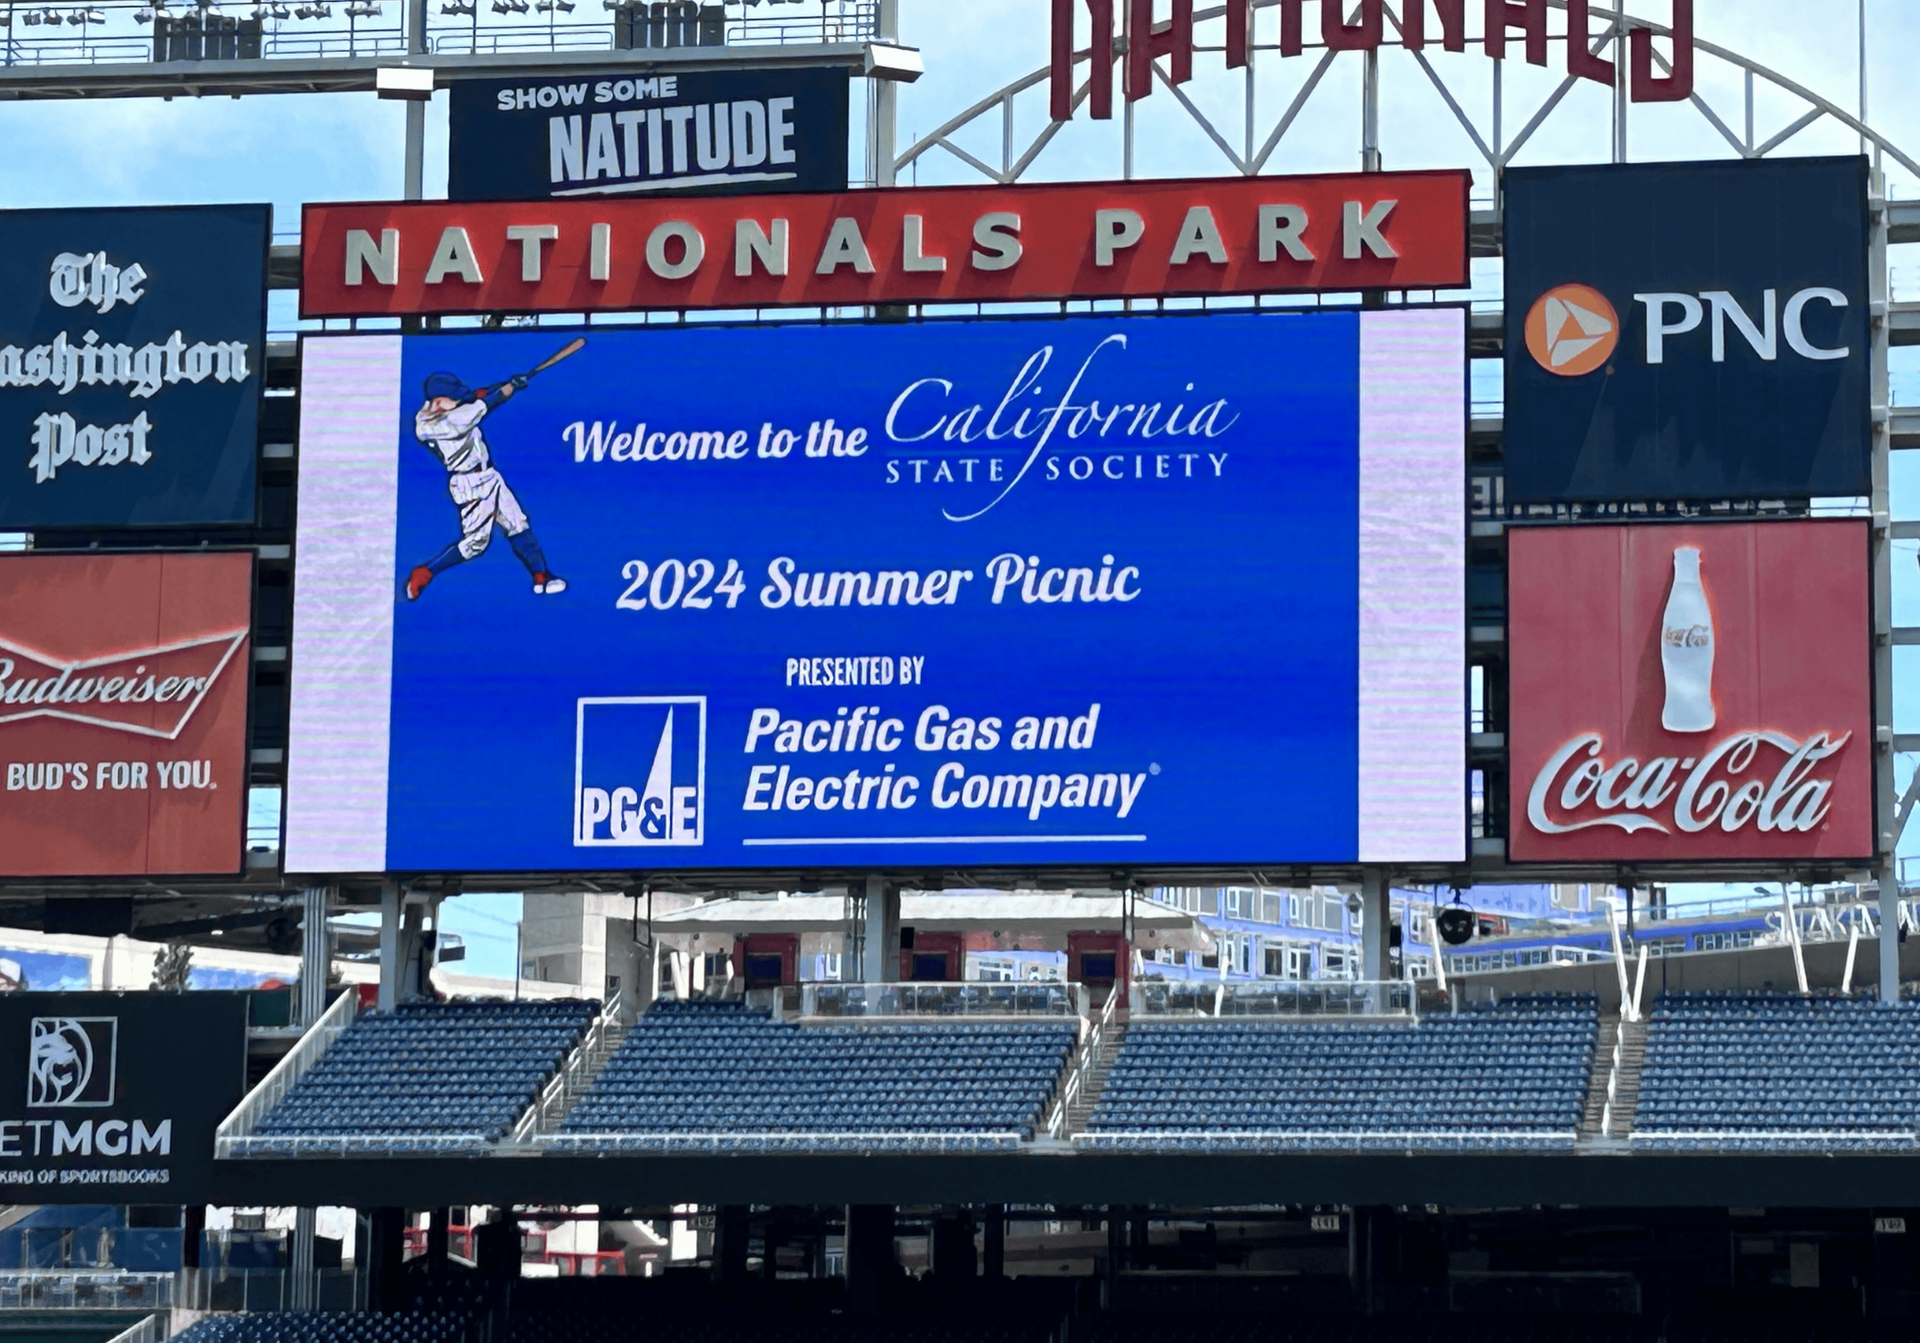 NATIONALS
SHOW SOME
NATITUDE
NATIONALS PARK
The
ashington
Post
PNC
Welcome to the California
STATE SOCIETY
2024 Summer Picnic
PRESENTED BY
PG&E
Pacific Gas and
Electric Company
Budweiser
BUD'S FOR YOU.
Coca-Cola
ETMGM
KING OF SPORTSBOOKS